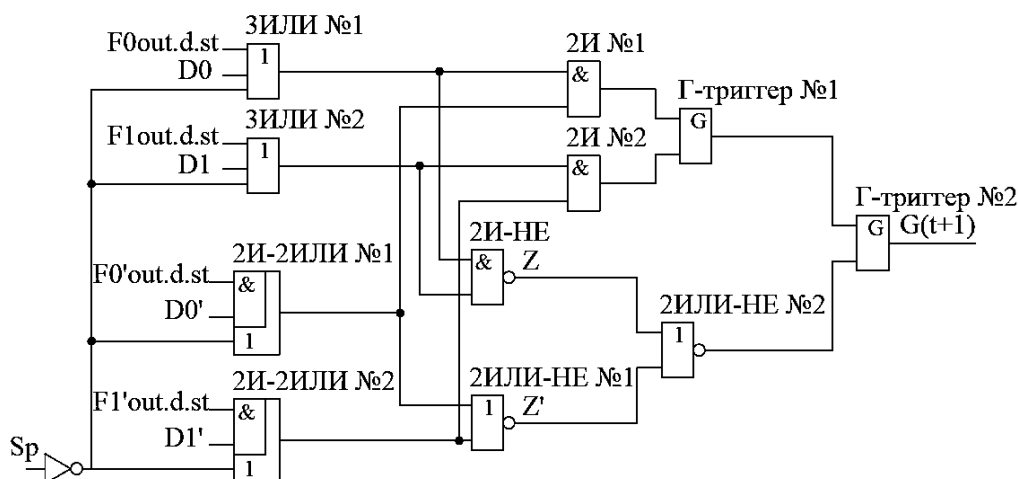 3ИЛИ №1
F0out.d.st
D0
1
2И №1
&
Г-триггер №1
G
3ИЛИ №2
F1out.d.st
D1
1
2И №2
&
Г-триггер №2
G
G(t+1)
2И-НЕ
&
Z
2И-2ИЛИ №1
F0'out.d.st
&
D0'
1
2ИЛИ-НЕ №2
1
2И-2ИЛИ №2
F1'out.d.st
&
D1'
1
2ИЛИ-НЕ №1
1
Z'
Sp